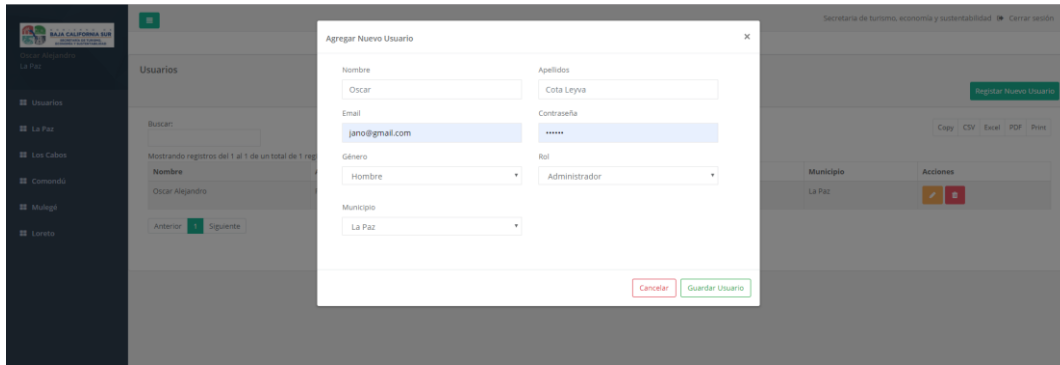 BAJA CALIFORNIA SUR
Secretaria de turismo, economía y sustentabilidad Cerrar sesión
Oscar Alejandro
La Paz
Usuarios
La Paz
Los Cabos
Comondú
Mulegé
Loreto
Usuarios
Registar Nuevo Usuario
Buscar:
Copy CSV Excel PDF Print
Mostrando registros del 1 al 1 de un total de 1 regi
Nombre
Municipio Acciones
Oscar Alejandro
La Paz
Anterior 1 Siguiente
Agregar Nuevo Usuario ×
Nombre Apellidos
Oscar Cota Leyva
Email Contraseña
jano@gmail.com ••••••
Género Rol
Hombre Administrador
Municipio
La Paz
Cancelar Guardar Usuario